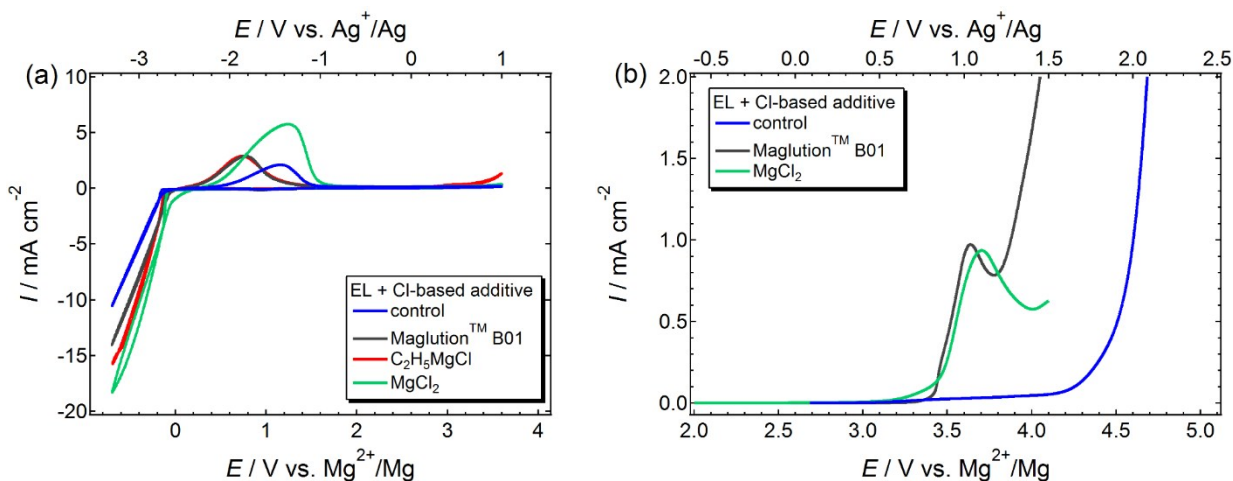 E / V vs. Ag⁺/Ag
-3 -2 -1 0 1
(a)
10
5
0
-5
-10
-15
-20
I / mA cm⁻²
EL + Cl-based additive
control
Maglution™ B01
C₂H₅MgCl
MgCl₂
0 1 2 3 4
E / V vs. Mg²⁺/Mg
E / V vs. Ag⁺/Ag
-0.5 0.0 0.5 1.0 1.5 2.0 2.5
(b)
2.0
1.5
1.0
0.5
0.0
I / mA cm⁻²
EL + Cl-based additive
control
Maglution™ B01
MgCl₂
2.0 2.5 3.0 3.5 4.0 4.5 5.0
E / V vs. Mg²⁺/Mg